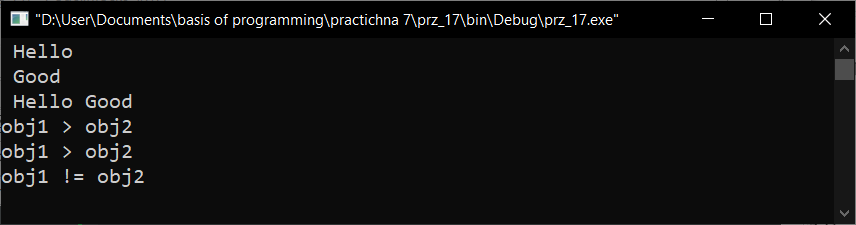 "D:\User\Documents\basis of programming\practichna 7\prz_17\bin\Debug\prz_17.exe"
Hello
Good
Hello Good
obj1 > obj2
obj1 > obj2
obj1 != obj2